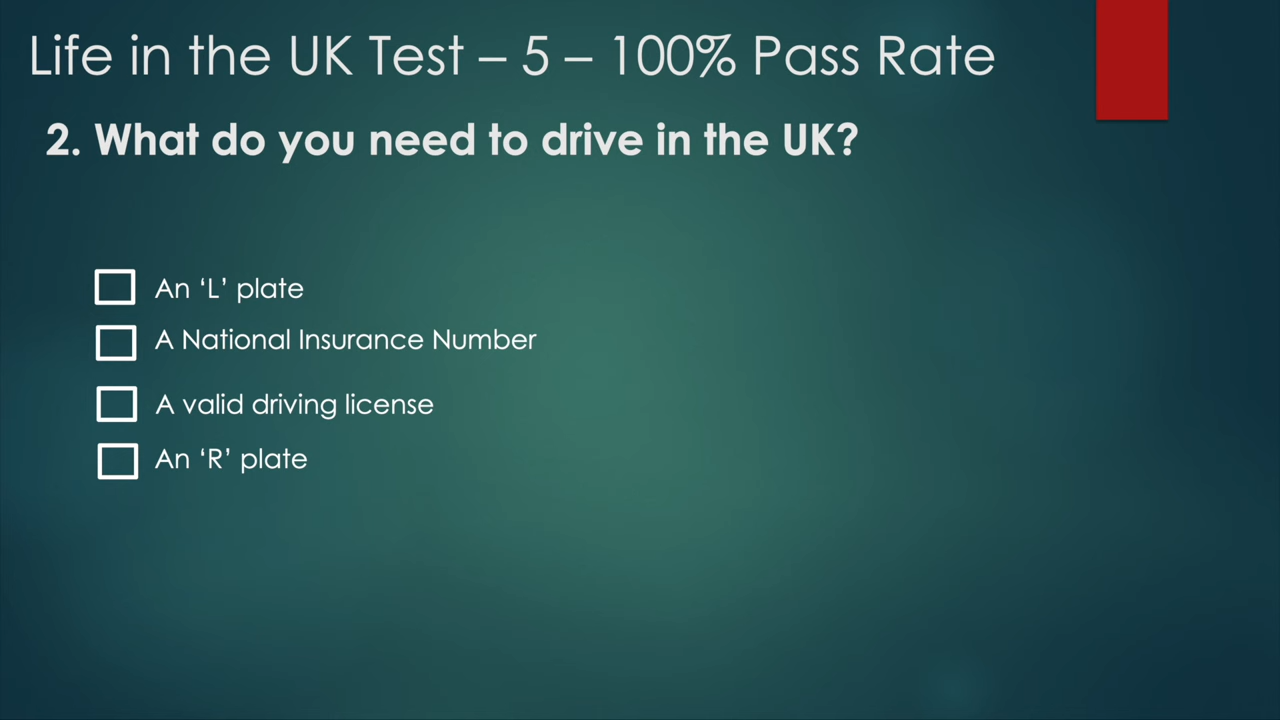 Life in the UK Test – 5 – 100% Pass Rate
2. What do you need to drive in the UK?
An ‘L’ plate
A National Insurance Number
A valid driving license
An ‘R’ plate